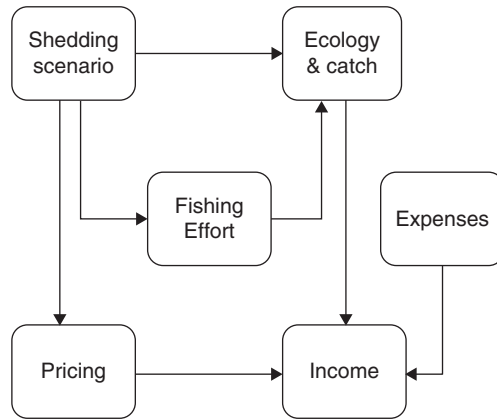 Shedding
scenario
Ecology
& catch
Fishing
Effort
Expenses
Pricing
Income